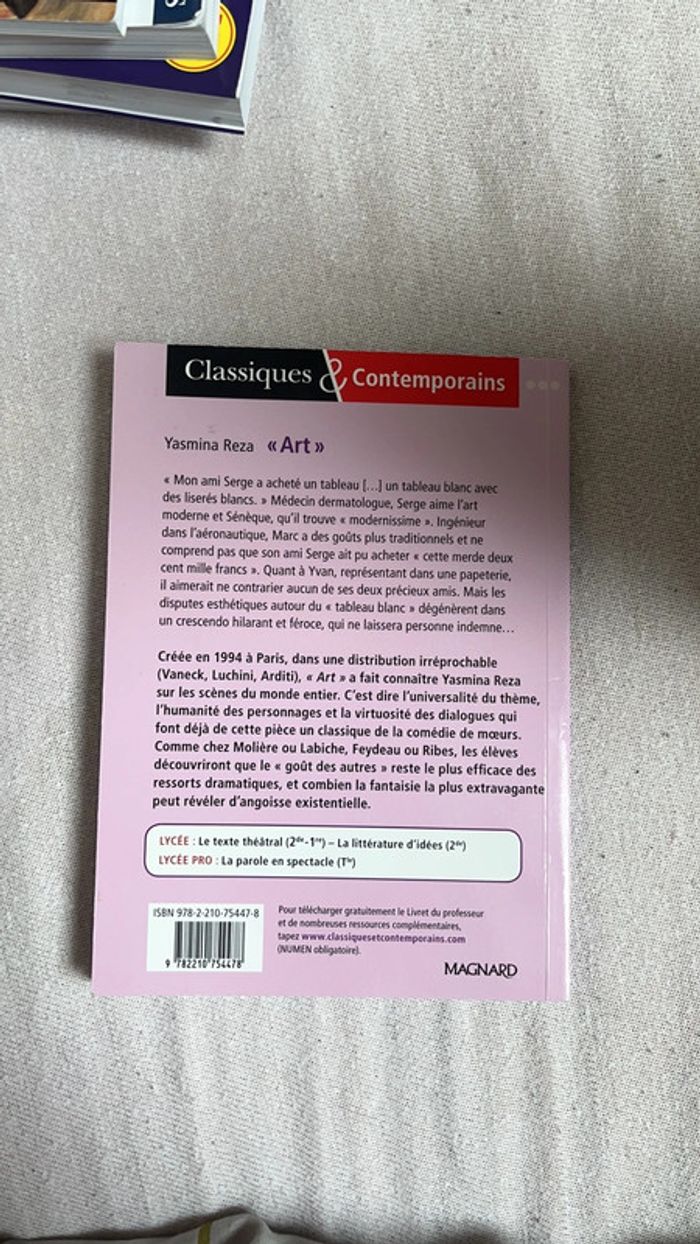 S
Classiques & Contemporains
Yasmina Reza « Art »
« Mon ami Serge a acheté un tableau [...] un tableau blanc avec
des liserés blancs. » Médecin dermatologue, Serge aime l'art
moderne et Sénèque, qu'il trouve « modernissime ». Ingénieur
dans l'aéronautique, Marc a des goûts plus traditionnels et ne
comprend pas que son ami Serge ait pu acheter « cette merde deux
cent mille francs ». Quant à Yvan, représentant dans une papeterie,
il aimerait ne contrarier aucun de ses deux précieux amis. Mais les
disputes esthétiques autour du « tableau blanc » dégénèrent dans
un crescendo hilarant et féroce, qui ne laissera personne indemne...
Créée en 1994 à Paris, dans une distribution irréprochable
(Vaneck, Luchini, Arditi), « Art » a fait connaître Yasmina Reza
sur les scènes du monde entier. C'est dire l'universalité du thème,
l'humanité des personnages et la virtuosité des dialogues qui
font déjà de cette pièce un classique de la comédie de mœurs.
Comme chez Molière ou Labiche, Feydeau ou Ribes, les élèves
découvriront que le « goût des autres » reste le plus efficace des
ressorts dramatiques, et combien la fantaisie la plus extravagante
peut révéler d'angoisse existentielle.
LYCÉE : Le texte théâtral (2de-1re) – La littérature d'idées (2de)
LYCÉE PRO : La parole en spectacle (Tle)
ISBN 978-2-210-75447-8
9 782210 754478
Pour télécharger gratuitement le Livret du professeur
et de nombreuses ressources complémentaires,
tapez www.classiquesetcontemporains.com
(NUMEN obligatoire).
MAGNARD